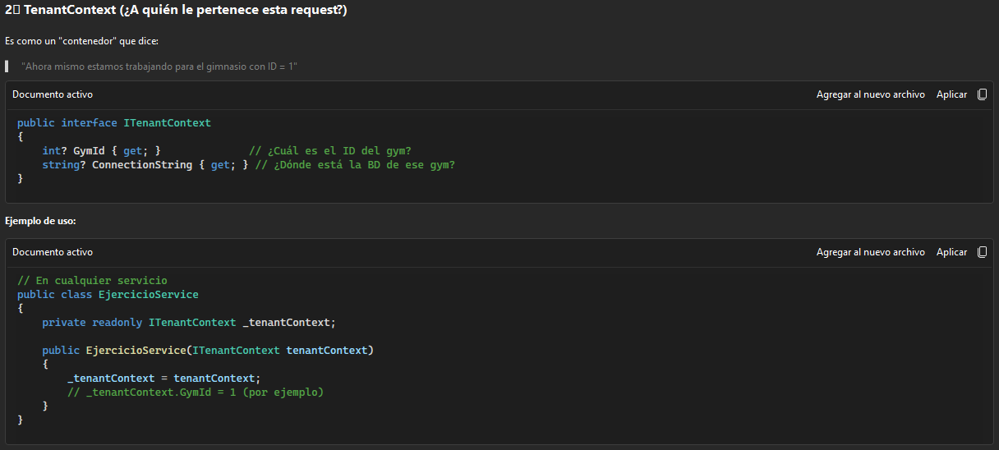 2 TenantContext (¿A quién le pertenece esta request?)
Es como un "contenedor" que dice:
"Ahora mismo estamos trabajando para el gimnasio con ID = 1"
Documento activo Agregar al nuevo archivo Aplicar
public interface ITenantContext
{
    int? GymId { get; }              // ¿Cuál es el ID del gym?
    string? ConnectionString { get; } // ¿Dónde está la BD de ese gym?
}
Ejemplo de uso:
Documento activo Agregar al nuevo archivo Aplicar
// En cualquier servicio
public class EjercicioService
{
    private readonly ITenantContext _tenantContext;
    public EjercicioService(ITenantContext tenantContext)
    {
        _tenantContext = tenantContext;
        // _tenantContext.GymId = 1 (por ejemplo)
    }
}